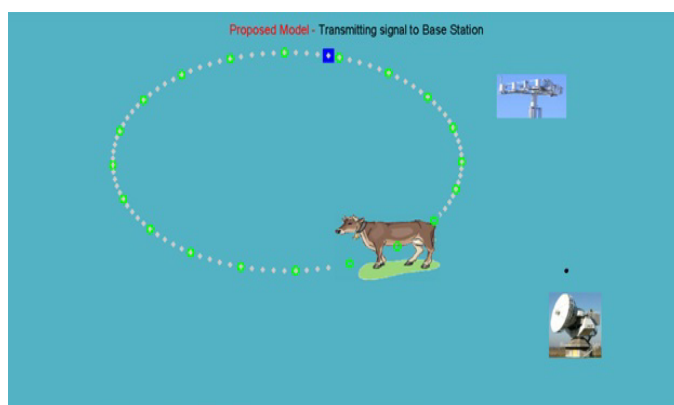 Proposed Model - Transmitting signal to Base Station